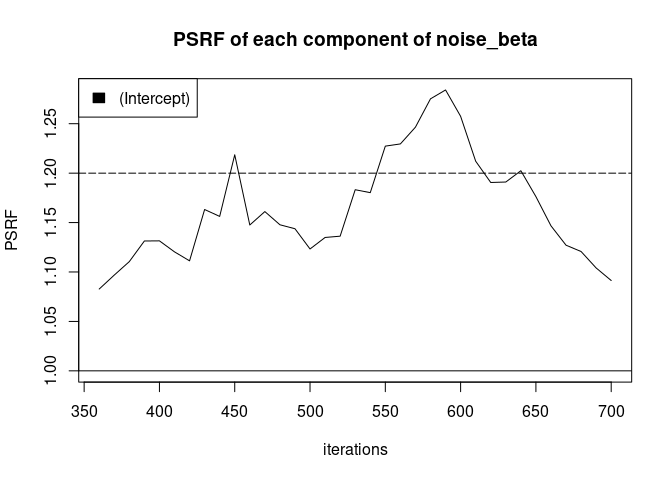 PSRF of each component of noise_beta
(Intercept)
PSRF
1.25
1.20
1.15
1.10
1.05
1.00
350 400 450 500 550 600 650 700
iterations